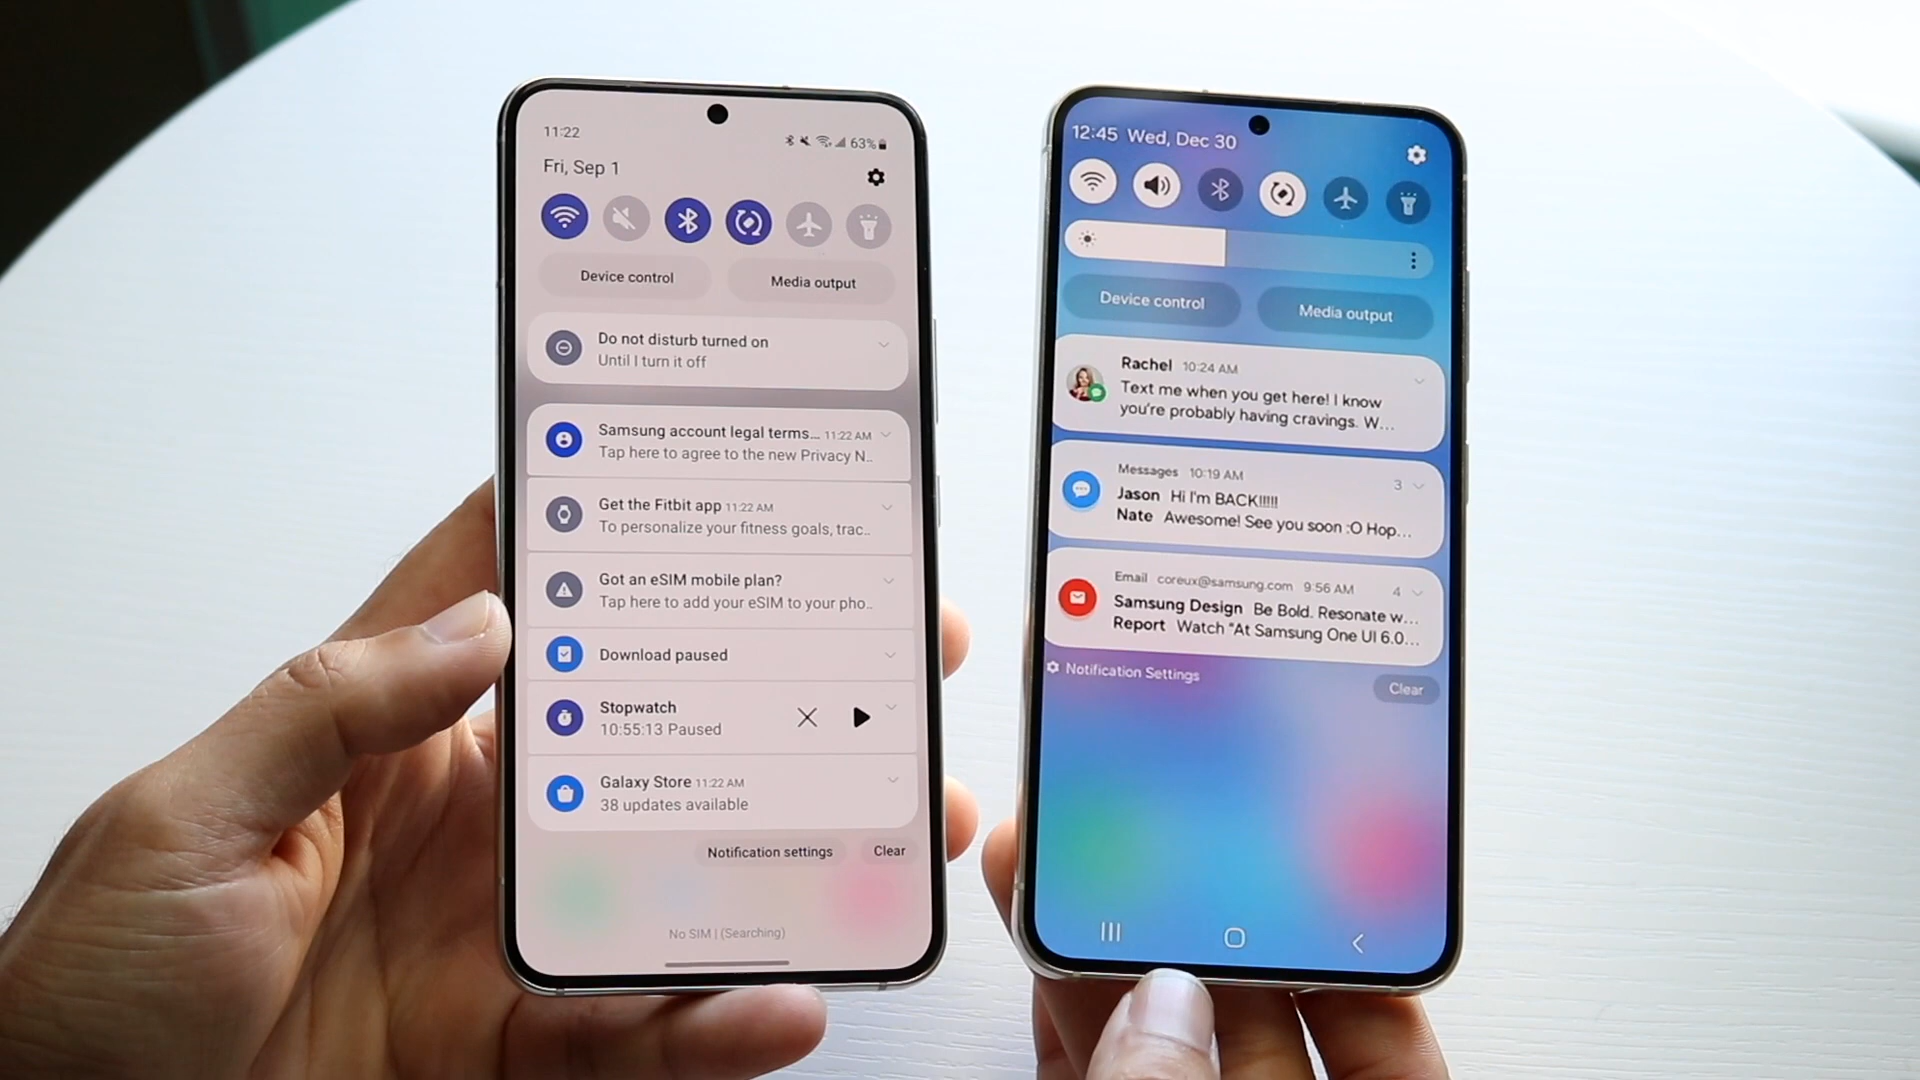 11:22
63%
Fri, Sep 1
Device control
Media output
Do not disturb turned on
Until I turn it off
Samsung account legal terms... 11:22 AM
Tap here to agree to the new Privacy N..
Get the Fitbit app 11:22 AM
To personalize your fitness goals, trac..
Got an eSIM mobile plan?
Tap here to add your eSIM to your pho..
Download paused
Stopwatch
10:55:13 Paused
Galaxy Store 11:22 AM
38 updates available
Notification settings
Clear
No SIM | (Searching)
12:45 Wed, Dec 30
Device control
Media output
Rachel 10:24 AM
Text me when you get here! I know
you're probably having cravings. W...
Messages 10:19 AM
3
Jason Hi I'm BACK!!!!!
Nate Awesome! See you soon :O Hop...
Email coreux@samsung.com 9:56 AM
4
Samsung Design Be Bold. Resonate w...
Report Watch "At Samsung One UI 6.0...
Notification Settings
Clear